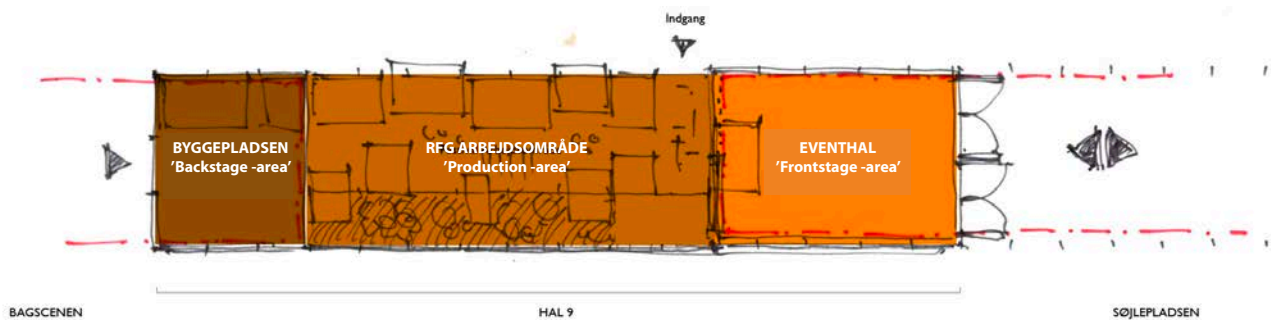 Indgang
BYGGEPLADSEN
'Backstage -area'
RFG ARBEJDSOMRÅDE
'Production -area'
EVENTHAL
'Frontstage -area'
BAGSCENEN
HAL 9
SØJLEPLADSEN